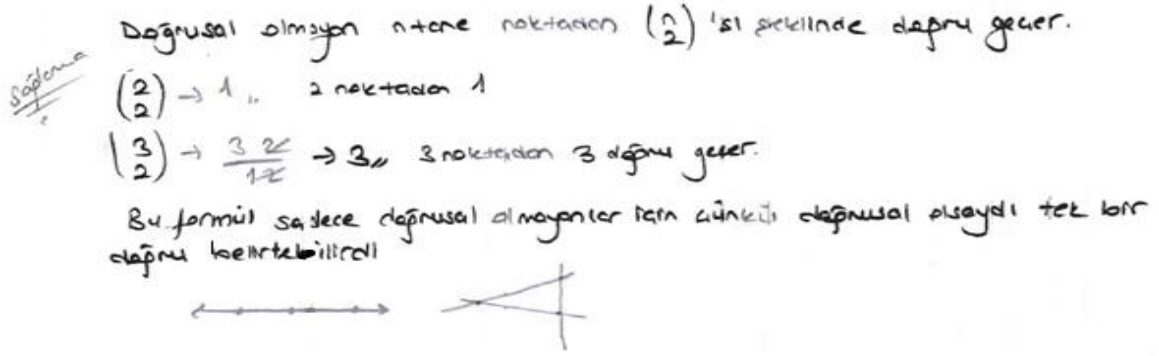 Doğrusal olmayan n tane noktadan (n 2) 'si şeklinde doğru geçer.
Sağlama
(2 2) → 1 ,, 2 noktadan 1
(3 2) → 3 2 / 1 2 → 3,, 3 noktadan 3 doğru geçer.
Bu formül sadece doğrusal olmayanlar için çünkü doğrusal olsaydı tek bir
doğru belirtebilirdi